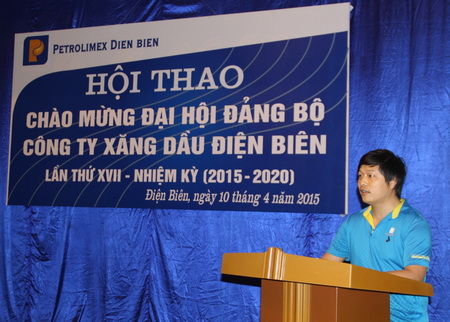 PETROLIMEX DIEN BIEN
HỘI THAO
CHÀO MỪNG ĐẠI HỘI ĐẢNG BỘ
CÔNG TY XĂNG DẦU ĐIỆN BIÊN
LẦN THỨ XVII - NHIỆM KỲ (2015-2020)
Điện Biên, ngày 10 tháng 4 năm 2015